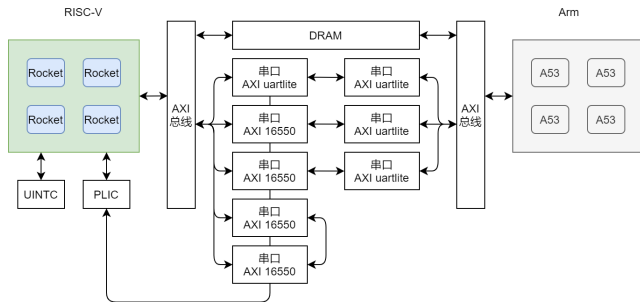 RISC-V
Arm
Rocket
Rocket
Rocket
Rocket
UINTC
PLIC
AXI
总线
DRAM
串口
AXI uartlite
串口
AXI uartlite
串口
AXI 16550
串口
AXI uartlite
串口
AXI 16550
串口
AXI uartlite
串口
AXI 16550
串口
AXI 16550
AXI
总线
A53
A53
A53
A53